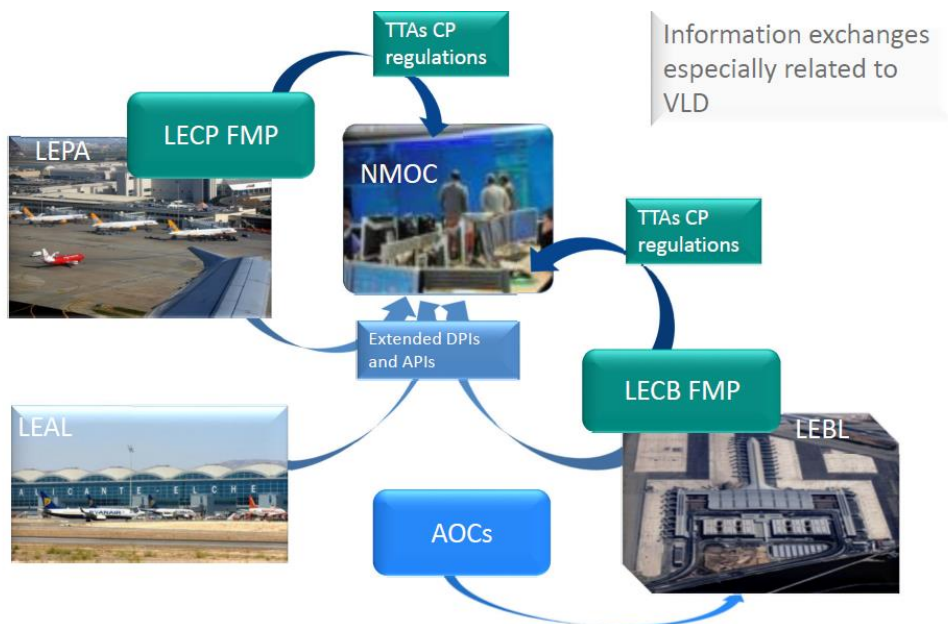 TTAs CP
regulations
Information exchanges
especially related to
VLD
LECP FMP
LEPA
NMOC
TTAs CP
regulations
Extended DPIs
and APIs
LECB FMP
LEAL
LEBL
AOCs
RYANAIR